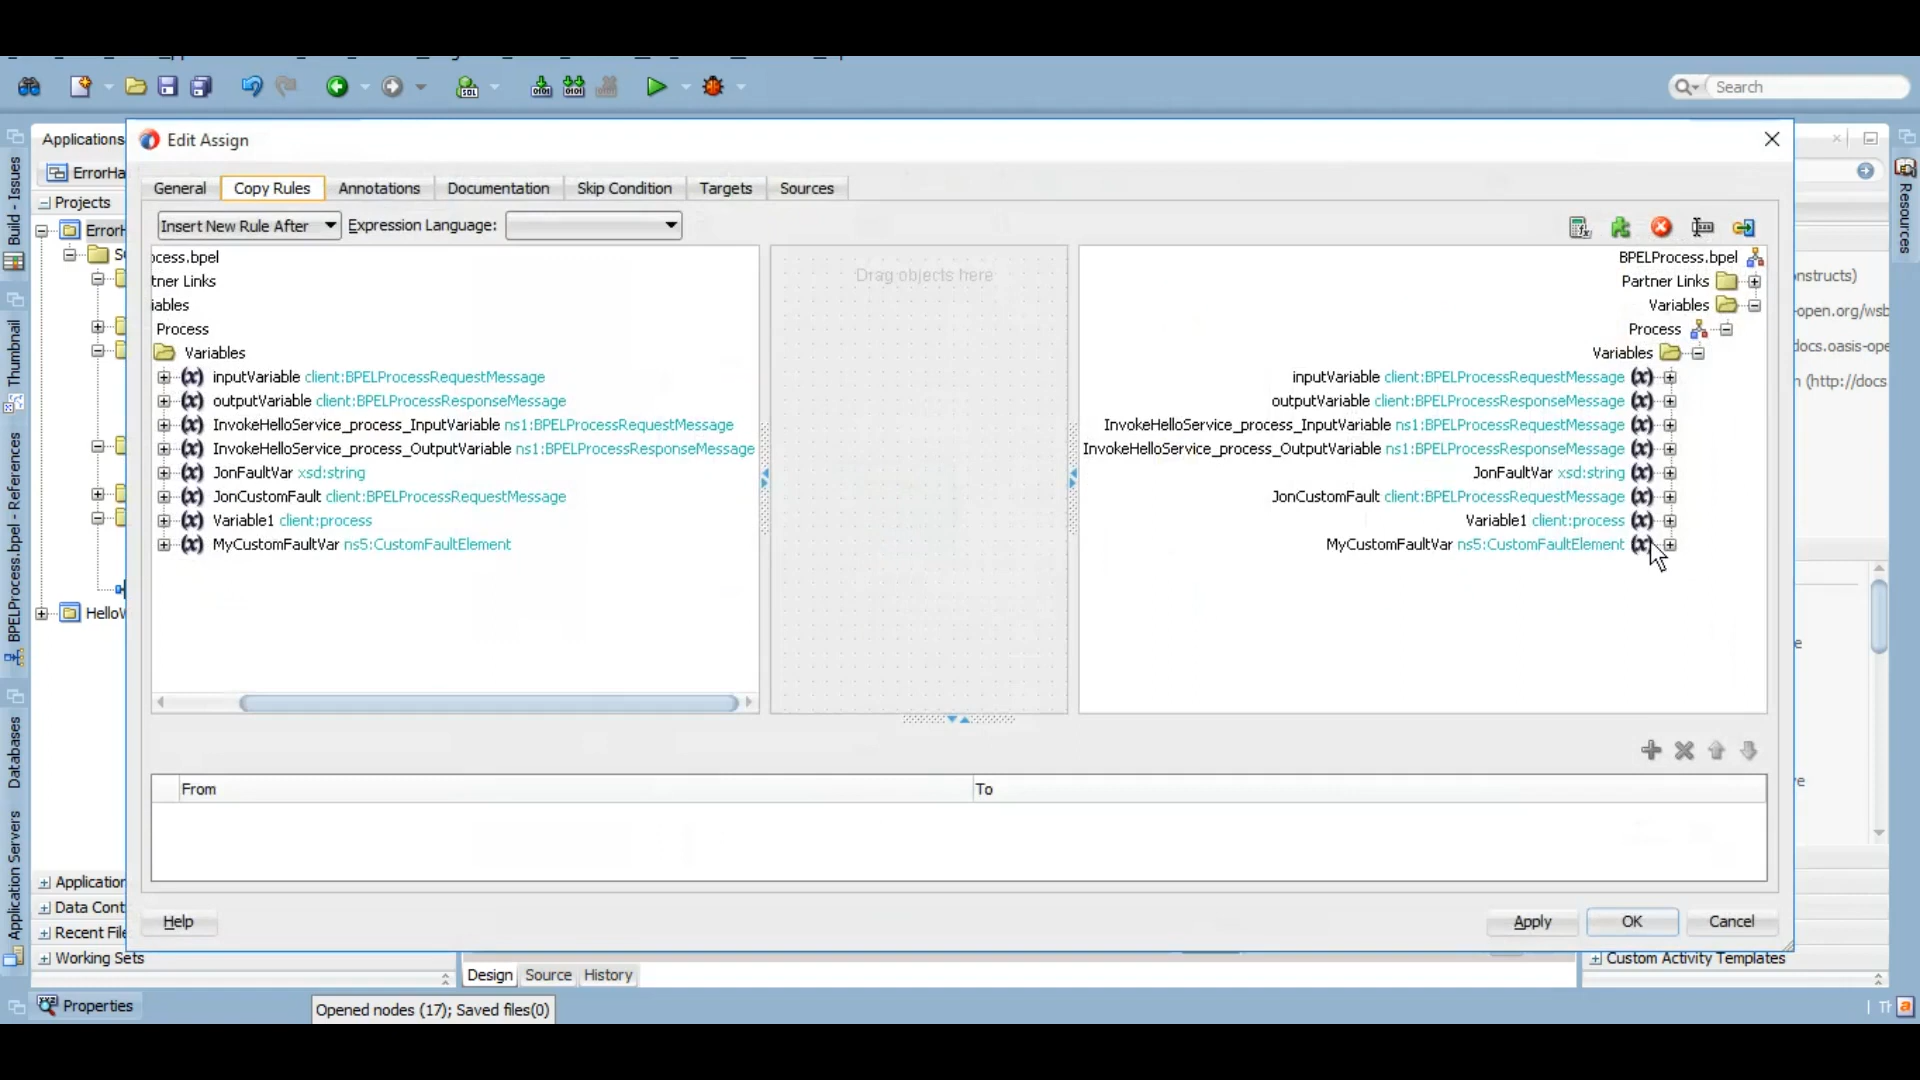 Search
Applications
Edit Assign
ErrorHa
Projects
General
Copy Rules
Annotations
Documentation
Skip Condition
Targets
Sources
Insert New Rule After
Expression Language:
ErrorH
HelloW
ocess.bpel
tner Links
iables
Process
Variables
inputVariable client:BPELProcessRequestMessage
outputVariable client:BPELProcessResponseMessage
InvokeHelloService_process_InputVariable ns1:BPELProcessRequestMessage
InvokeHelloService_process_OutputVariable ns1:BPELProcessResponseMessage
JonFaultVar xsd:string
JonCustomFault client:BPELProcessRequestMessage
Variable1 client:process
MyCustomFaultVar ns5:CustomFaultElement
Drag objects here
BPELProcess.bpel
Partner Links
Variables
Process
Variables
inputVariable client:BPELProcessRequestMessage
outputVariable client:BPELProcessResponseMessage
InvokeHelloService_process_InputVariable ns1:BPELProcessRequestMessage
InvokeHelloService_process_OutputVariable ns1:BPELProcessResponseMessage
JonFaultVar xsd:string
JonCustomFault client:BPELProcessRequestMessage
Variable1 client:process
MyCustomFaultVar ns5:CustomFaultElement
From
To
Help
Apply
OK
Cancel
Application
Data Cont
Recent File
Working Sets
Build - Issues
Thumbnail
BPELProcess.bpel - References
Databases
Application Servers
Resources
onstructs)
-open.org/wsb
docs.oasis-ope
n (http://docs
Design
Source
History
Custom Activity Templates
Properties
Opened nodes (17); Saved files(0)